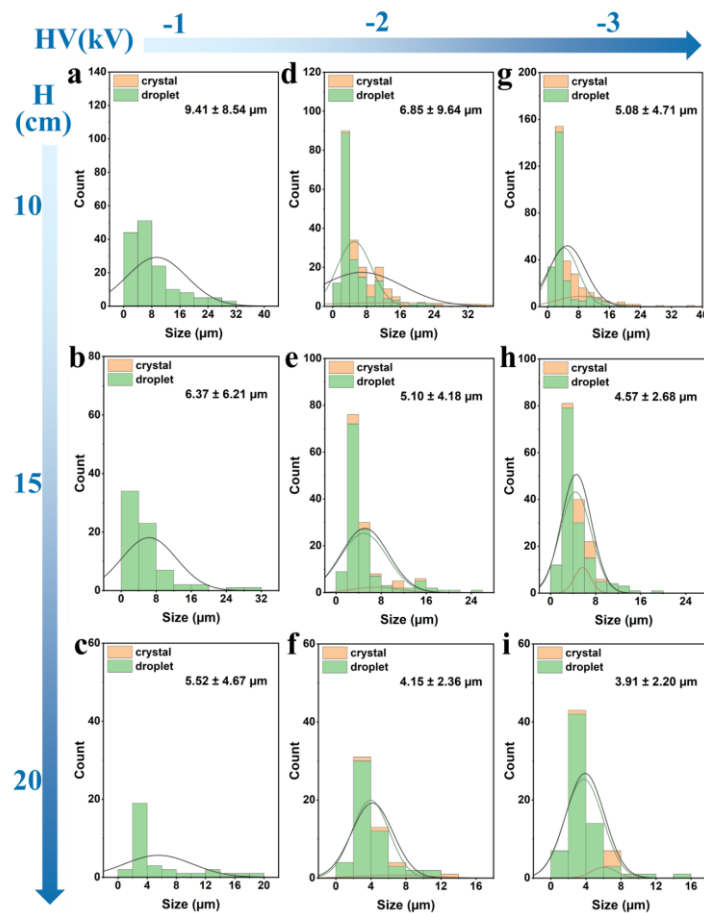 HV(kV) -1 -2 -3
H
(cm)
10
15
20
a
crystal
droplet
9.41 ± 8.54 µm
140
120
100
80
60
40
20
0
Count
0 8 16 24 32 40
Size (µm)
d
crystal
droplet
6.85 ± 9.64 µm
120
100
80
60
40
20
0
Count
0 8 16 24 32
Size (µm)
g
crystal
droplet
5.08 ± 4.71 µm
200
160
120
80
40
0
Count
0 8 16 24 32 40
Size (µm)
b
crystal
droplet
6.37 ± 6.21 µm
80
60
40
20
0
Count
0 8 16 24 32
Size (µm)
e
crystal
droplet
5.10 ± 4.18 µm
100
80
60
40
20
0
Count
0 8 16 24
Size (µm)
h
crystal
droplet
4.57 ± 2.68 µm
100
80
60
40
20
0
Count
0 8 16 24
Size (µm)
c
crystal
droplet
5.52 ± 4.67 µm
60
40
20
0
Count
0 4 8 12 16 20
Size (µm)
f
crystal
droplet
4.15 ± 2.36 µm
60
40
20
0
Count
0 4 8 12 16
Size (µm)
i
crystal
droplet
3.91 ± 2.20 µm
60
40
20
0
Count
0 4 8 12 16
Size (µm)